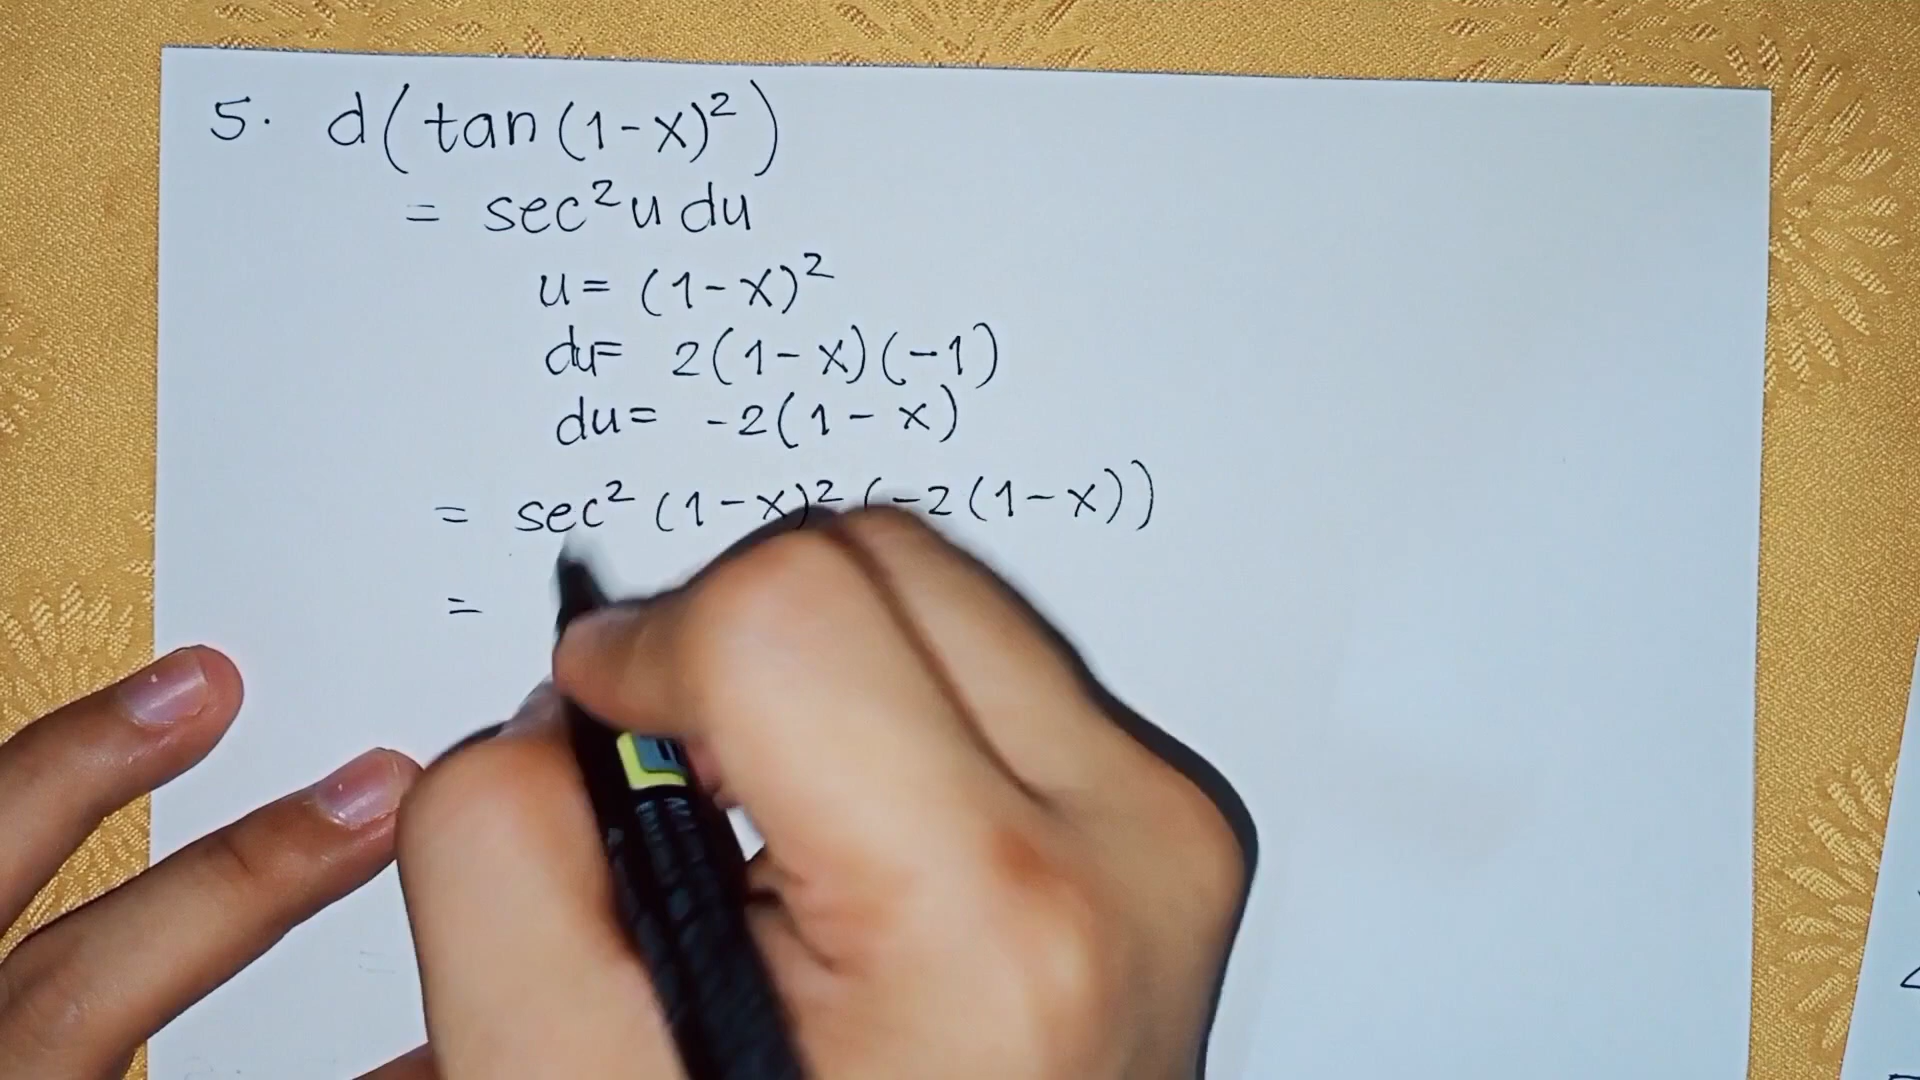 5. d(tan(1-x)²)
= sec²u du
u = (1-x)²
du= 2(1-x)(-1)
du= -2(1-x)
= sec² (1-x)² (-2(1-x))
=